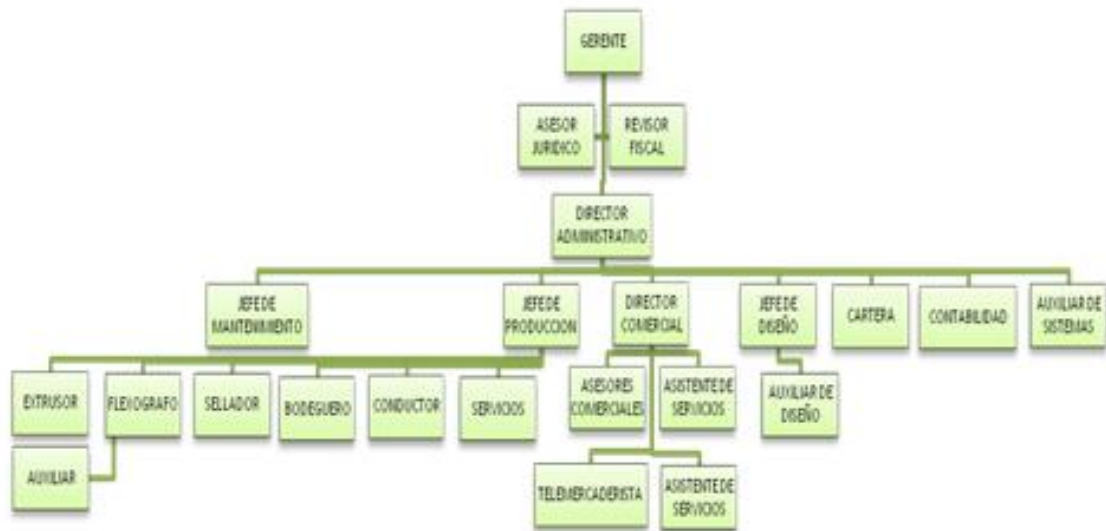 GERENTE
ASESOR
JURIDICO
REVISOR
FISCAL
DIRECTOR
ADMINISTRATIVO
JEFE DE
MANTENIMIENTO
JEFE DE
PRODUCCION
DIRECTOR
COMERCIAL
JEFE DE
DISEÑO
CARTERA
CONTABILIDAD
AUXILIAR DE
SISTEMAS
EXTRUSOR
FLEXOGRAFO
SELLADOR
BODEGUERO
CONDUCTOR
SERVICIOS
ASESORES
COMERCIALES
ASISTENTE DE
SERVICIOS
AUXILIAR DE
DISEÑO
AUXILIAR
TELEMERCADERISTA
ASISTENTE DE
SERVICIOS